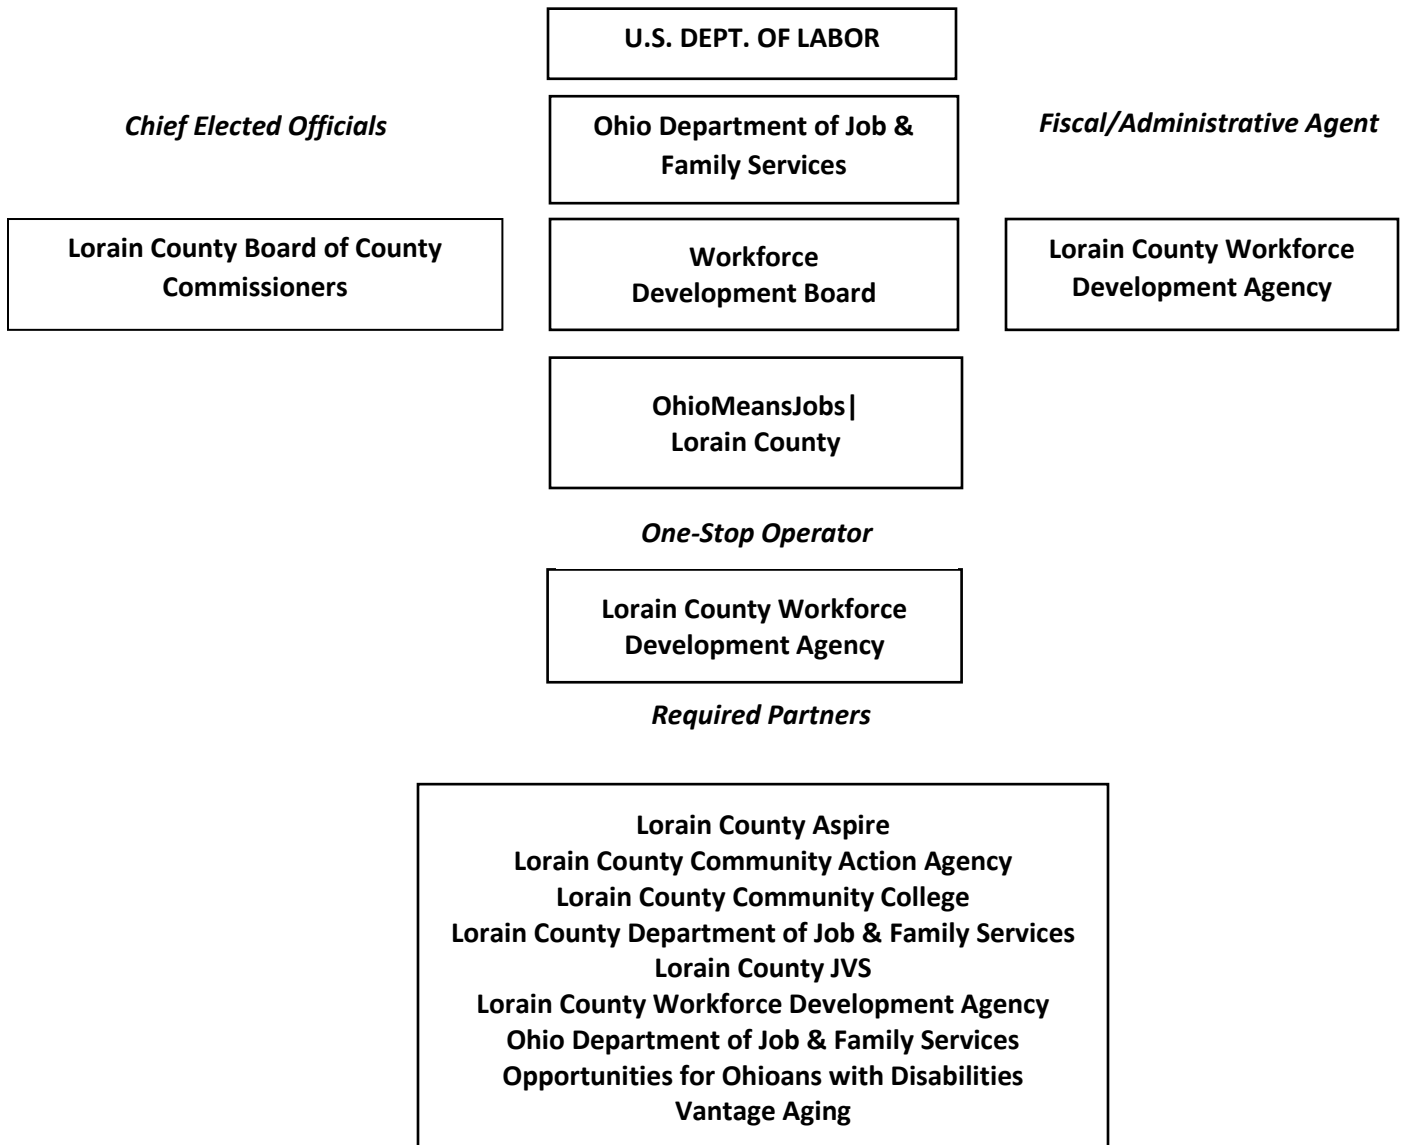 U.S. DEPT. OF LABOR
Chief Elected Officials
Ohio Department of Job &
Family Services
Fiscal/Administrative Agent
Lorain County Board of County
Commissioners
Workforce
Development Board
Lorain County Workforce
Development Agency
OhioMeansJobs|
Lorain County
One-Stop Operator
Lorain County Workforce
Development Agency
Required Partners
Lorain County Aspire
Lorain County Community Action Agency
Lorain County Community College
Lorain County Department of Job & Family Services
Lorain County JVS
Lorain County Workforce Development Agency
Ohio Department of Job & Family Services
Opportunities for Ohioans with Disabilities
Vantage Aging